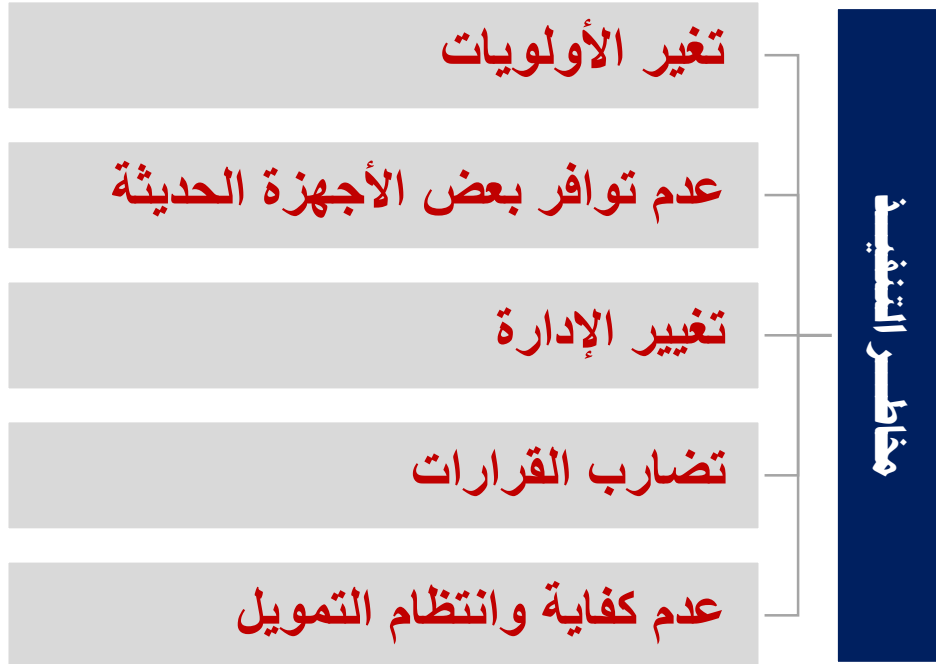 مخاطر التنفيذ
تغير الأولويات
عدم توافر بعض الأجهزة الحديثة
تغيير الإدارة
تضارب القرارات
عدم كفاية وانتظام التمويل